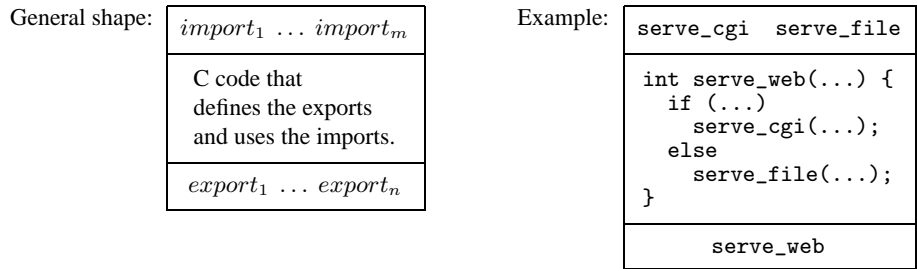 General shape:
import₁ … importₘ
C code that
defines the exports
and uses the imports.
export₁ … exportₙ
Example:
serve_cgi serve_file
int serve_web(...) {
if (...)
serve_cgi(...);
else
serve_file(...);
}
serve_web